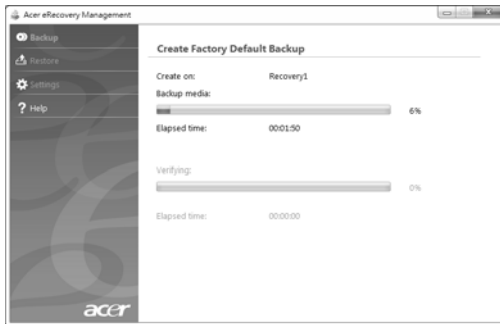 Acer eRecovery Management
Backup
Restore
Settings
? Help
Create Factory Default Backup
Create on: Recovery1
Backup media:
6%
Elapsed time: 00:01:50
Verifying:
0%
Elapsed time: 00:00:00
acer